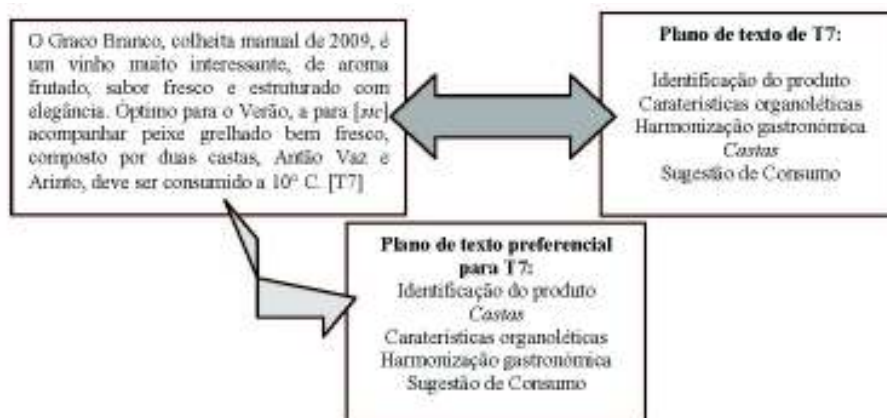 O Graco Branco, colheita manual de 2009, é
um vinho muito interessante, de aroma
frutado, sabor fresco e estruturado com
elegância. Óptimo para o Verão, a para [sic]
acompanhar peixe grelhado bem fresco,
composto por duas castas, Antão Vaz e
Arinto, deve ser consumido a 10º C. [T7]
Plano de texto de T7:
Identificação do produto
Caraterísticas organoléticas
Harmonização gastronómica
Castas
Sugestão de Consumo
Plano de texto preferencial
para T7:
Identificação do produto
Castas
Caraterísticas organoléticas
Harmonização gastronómica
Sugestão de Consumo